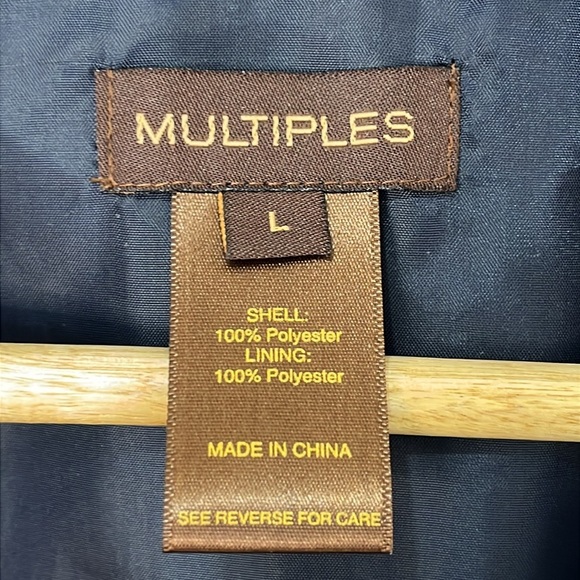 MULTIPLES
L
SHELL:
100% Polyester
LINING:
100% Polyester
MADE IN CHINA
SEE REVERSE FOR CARE